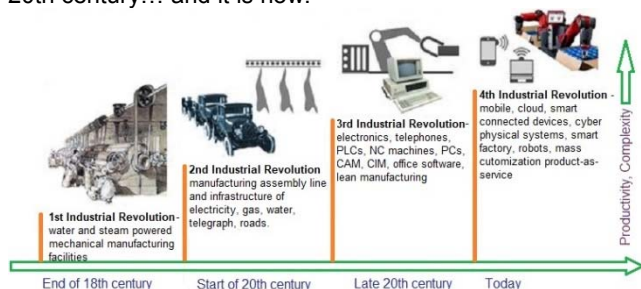 20th century… and it is now.
1st Industrial Revolution-
water and steam powered
mechanical manufacturing
facilities
2nd Industrial Revolution
manufacturing assembly line
and infrastructure of
electricity, gas, water,
telegraph, roads.
3rd Industrial Revolution-
electronics, telephones,
PLCs, NC machines, PCs,
CAM, CIM, office software,
lean manufacturing
4th Industrial Revolution -
mobile, cloud, smart
connected devices, cyber
physical systems, smart
factory, robots, mass
cutomization product-as-
service
Productivity, Complexity
End of 18th century
Start of 20th century
Late 20th century
Today